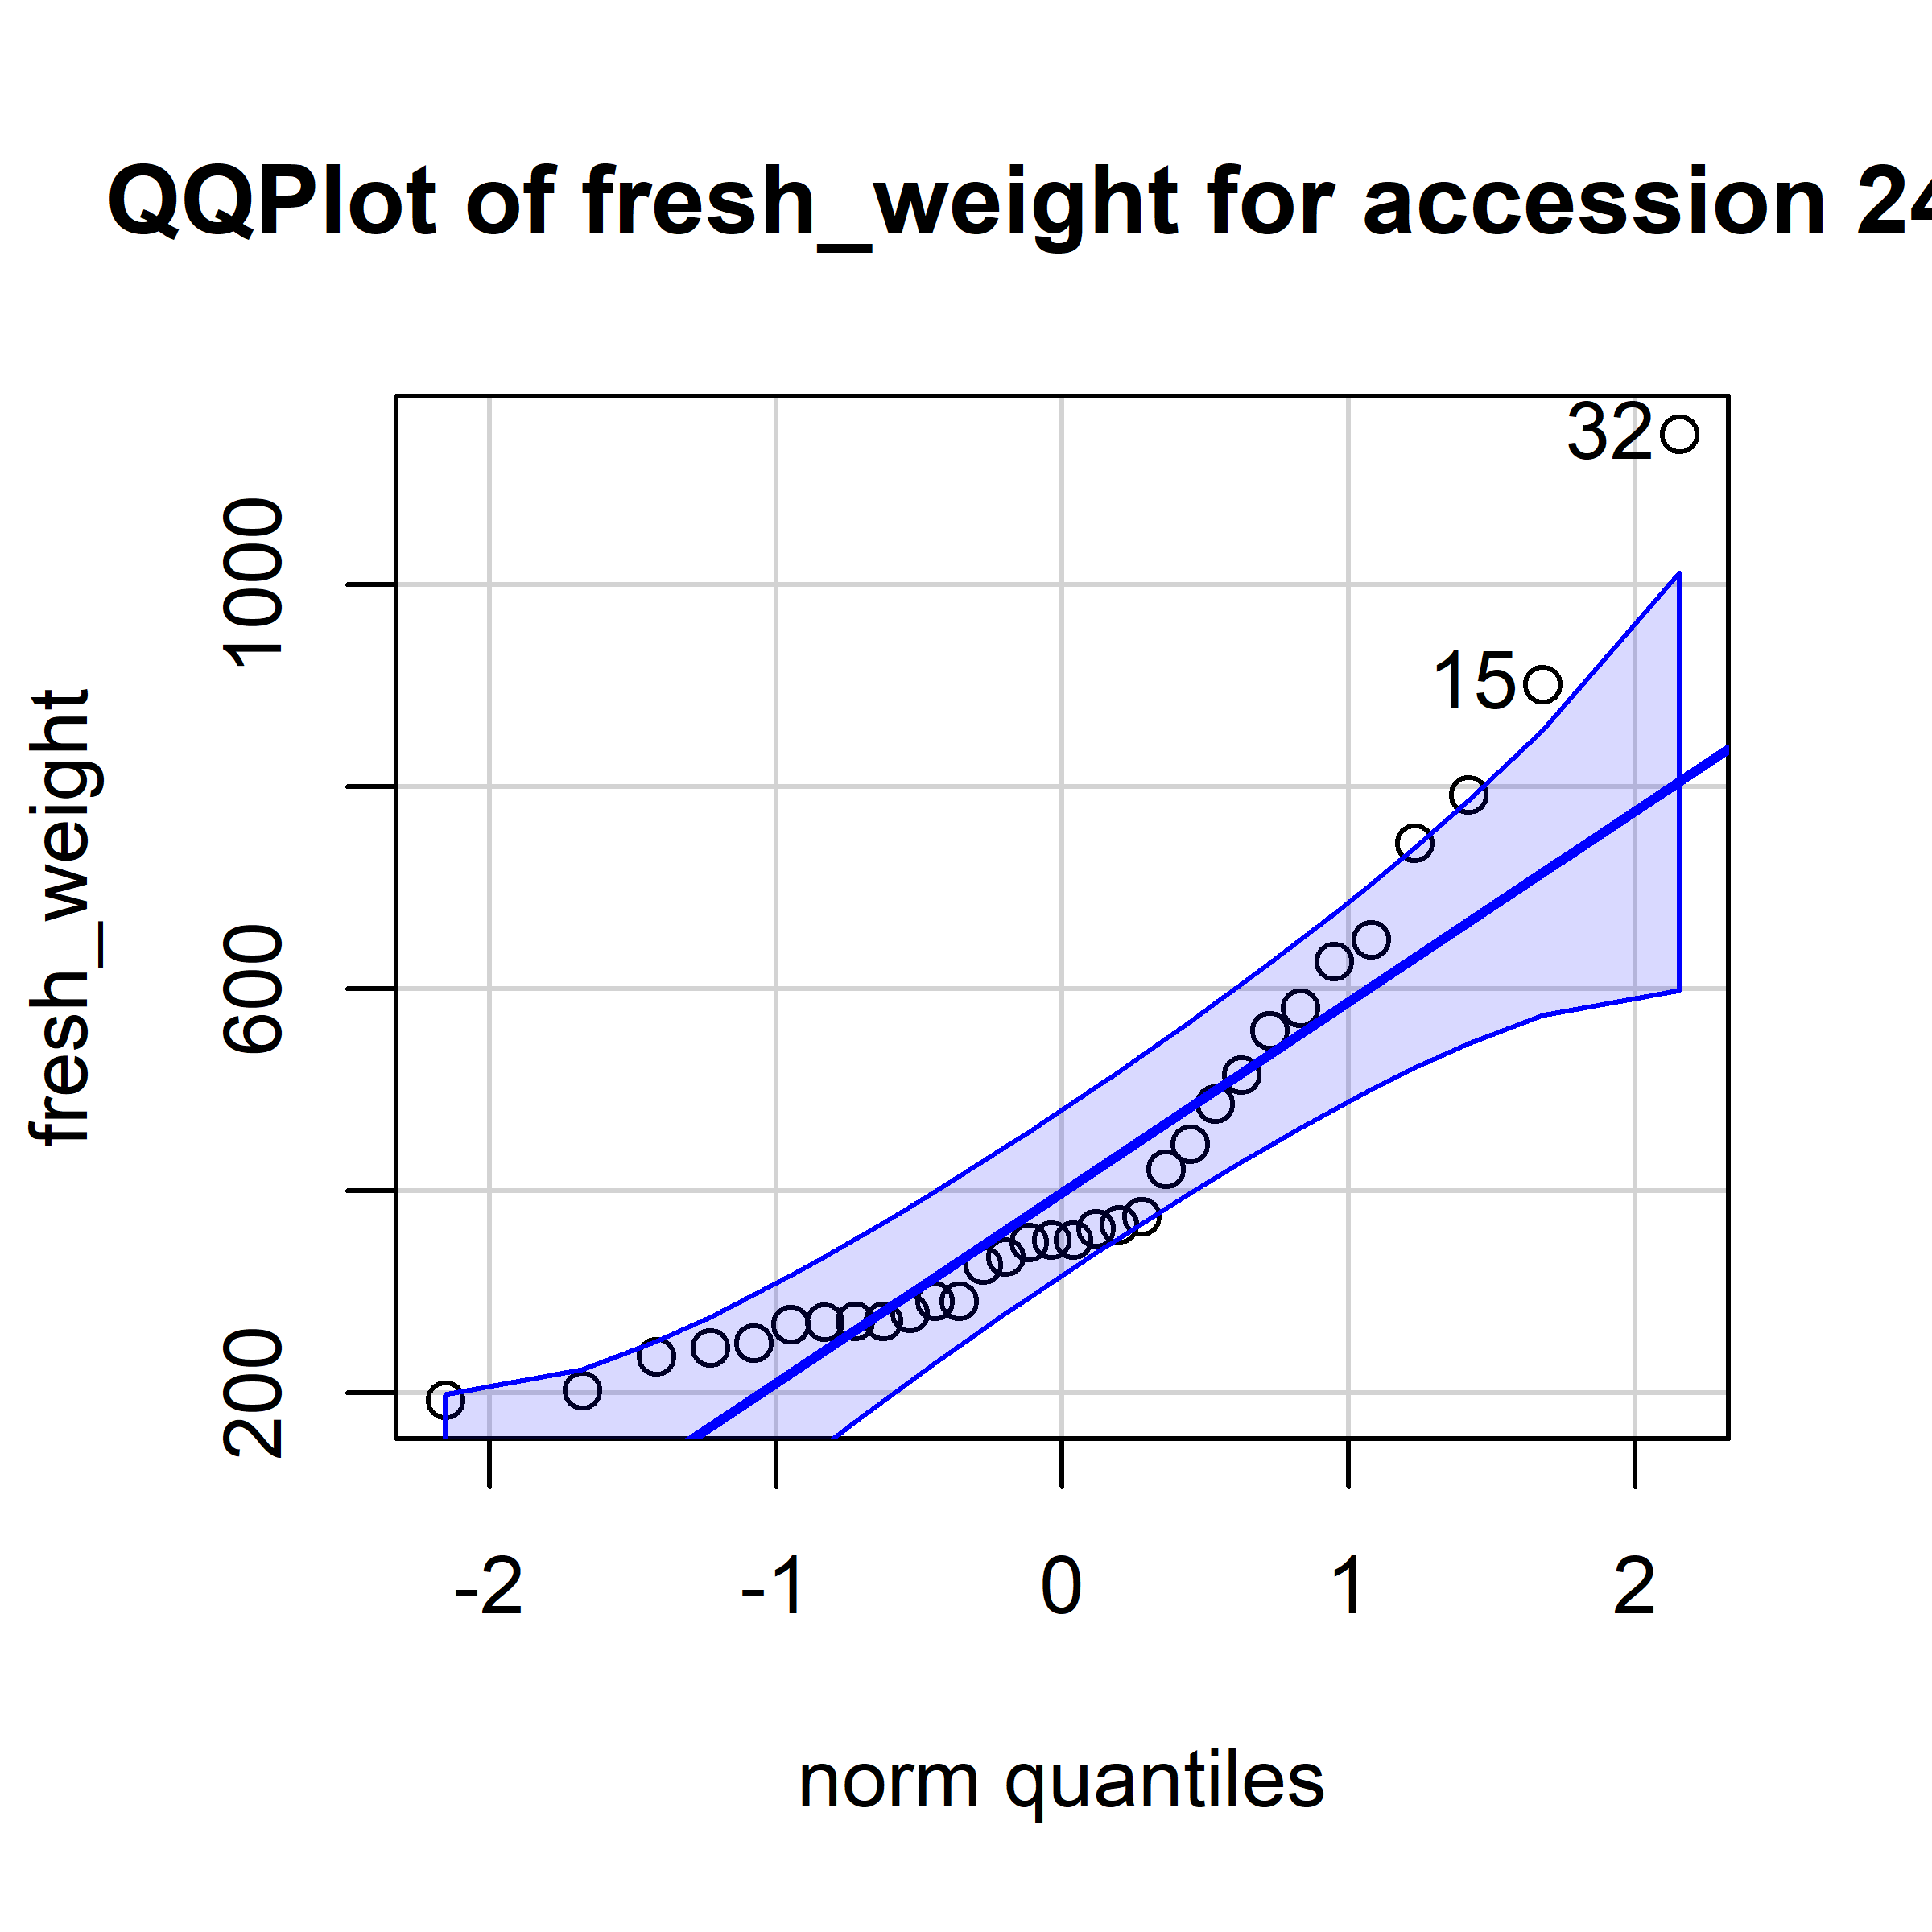 QQPlot of fresh_weight for accession 24
32
15
1000
600
200
fresh_weight
-2 -1 0 1 2
norm quantiles